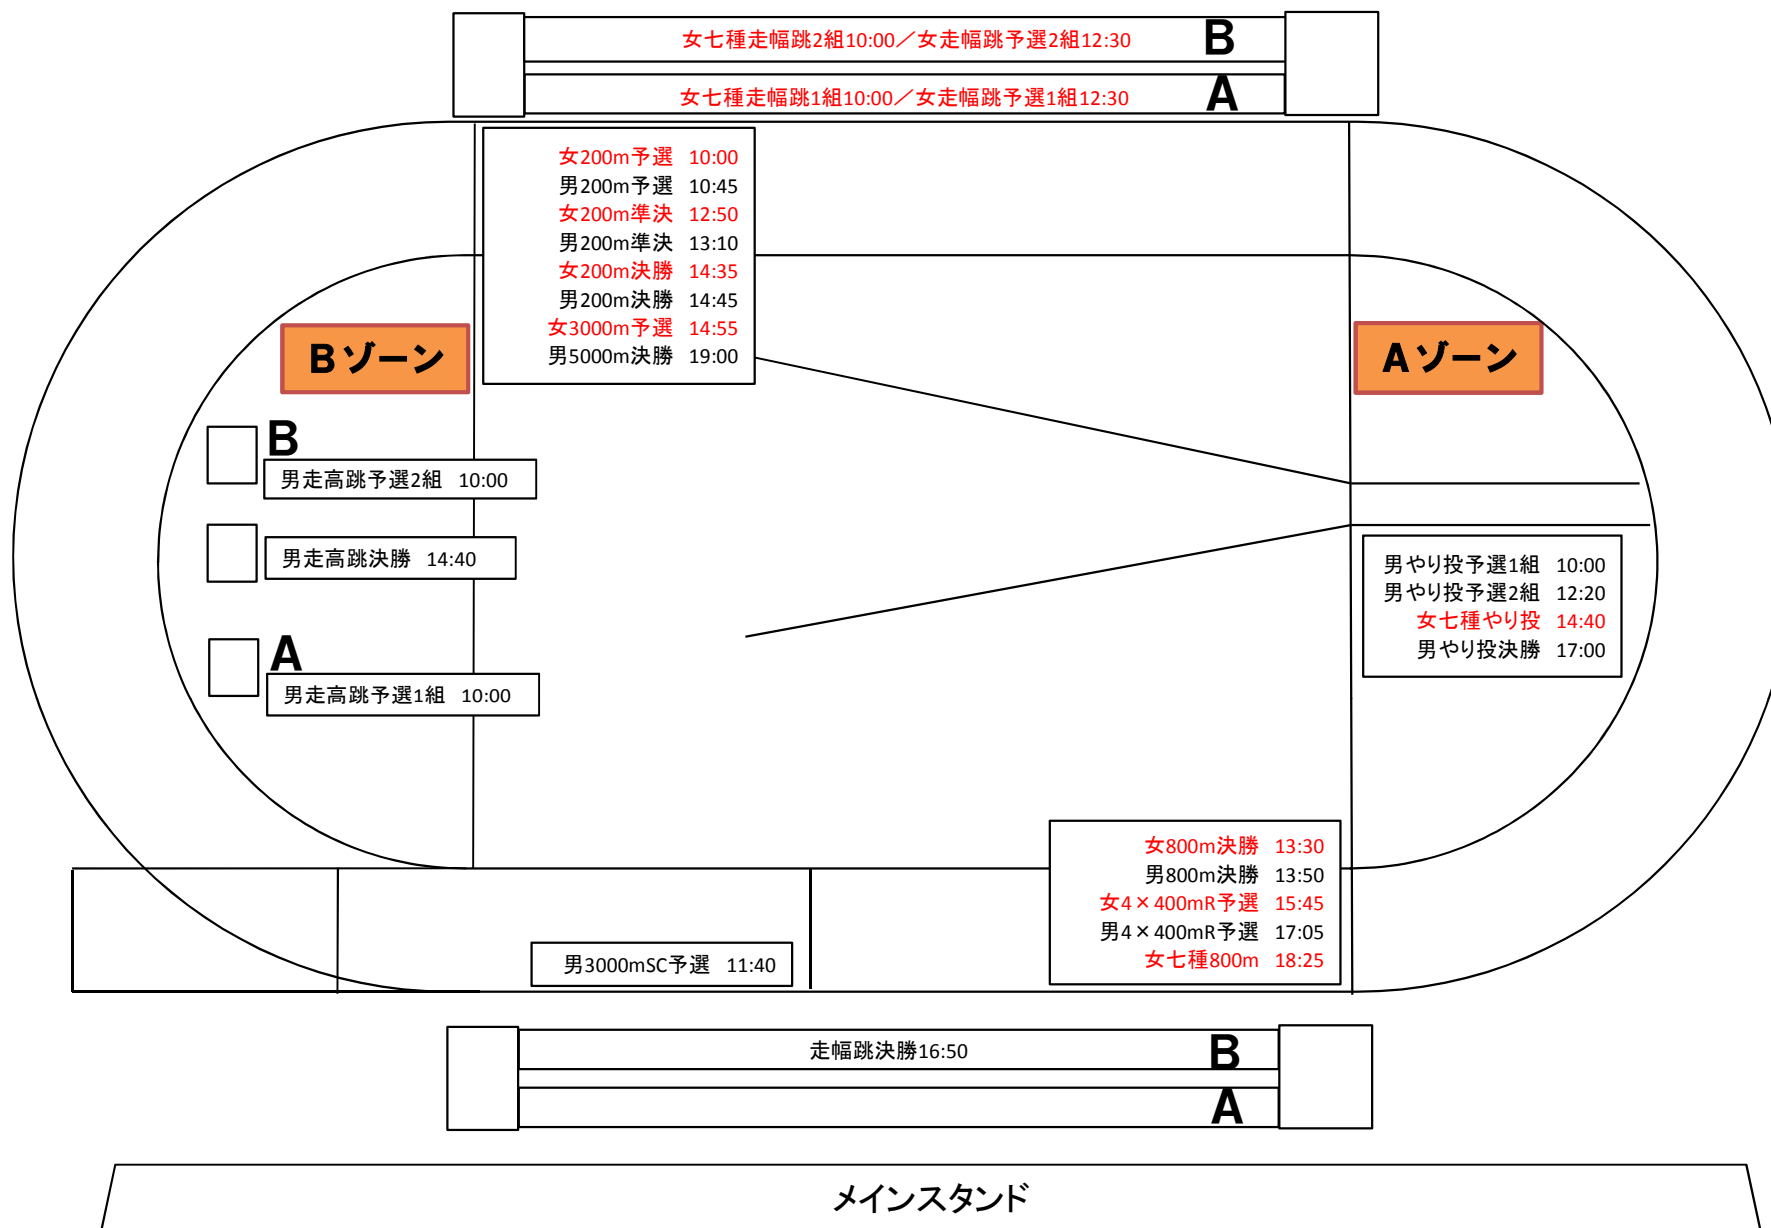 女七種走幅跳2組10:00／女走幅跳予選2組12:30 B
女七種走幅跳1組10:00／女走幅跳予選1組12:30 A
女200m予選 10:00
男200m予選 10:45
女200m準決 12:50
男200m準決 13:10
女200m決勝 14:35
男200m決勝 14:45
女3000m予選 14:55
男5000m決勝 19:00
Bゾーン
Aゾーン
B
男走高跳予選2組 10:00
男走高跳決勝 14:40
A
男走高跳予選1組 10:00
男やり投予選1組 10:00
男やり投予選2組 12:20
女七種やり投 14:40
男やり投決勝 17:00
女800m決勝 13:30
男800m決勝 13:50
女4×400mR予選 15:45
男4×400mR予選 17:05
女七種800m 18:25
男3000mSC予選 11:40
走幅跳決勝16:50 B
A
メインスタンド